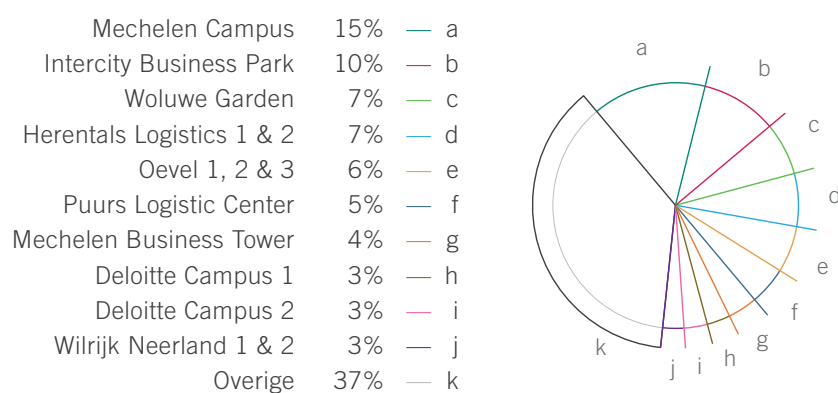 Mechelen Campus 15% — a
Intercity Business Park 10% — b
Woluwe Garden 7% — c
Herentals Logistics 1 & 2 7% — d
Oevel 1, 2 & 3 6% — e
Puurs Logistic Center 5% — f
Mechelen Business Tower 4% — g
Deloitte Campus 1 3% — h
Deloitte Campus 2 3% — i
Wilrijk Neerland 1 & 2 3% — j
Overige 37% — k
a
b
c
d
e
f
g
h
i
j
k